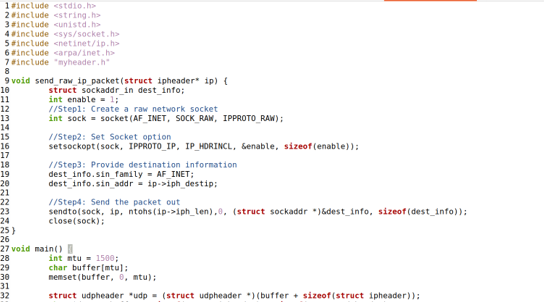 1 #include <stdio.h>
2 #include <string.h>
3 #include <unistd.h>
4 #include <sys/socket.h>
5 #include <netinet/ip.h>
6 #include <arpa/inet.h>
7 #include "myheader.h"
8
9 void send_raw_ip_packet(struct ipheader* ip) {
10         struct sockaddr_in dest_info;
11         int enable = 1;
12         //Step1: Create a raw network socket
13         int sock = socket(AF_INET, SOCK_RAW, IPPROTO_RAW);
14
15         //Step2: Set Socket option
16         setsockopt(sock, IPPROTO_IP, IP_HDRINCL, &enable, sizeof(enable));
17
18         //Step3: Provide destination information
19         dest_info.sin_family = AF_INET;
20         dest_info.sin_addr = ip->iph_destip;
21
22         //Step4: Send the packet out
23         sendto(sock, ip, ntohs(ip->iph_len),0, (struct sockaddr *)&dest_info, sizeof(dest_info));
24         close(sock);
25 }
26
27 void main() {
28         int mtu = 1500;
29         char buffer[mtu];
30         memset(buffer, 0, mtu);
31
32         struct udpheader *udp = (struct udpheader *)(buffer + sizeof(struct ipheader));